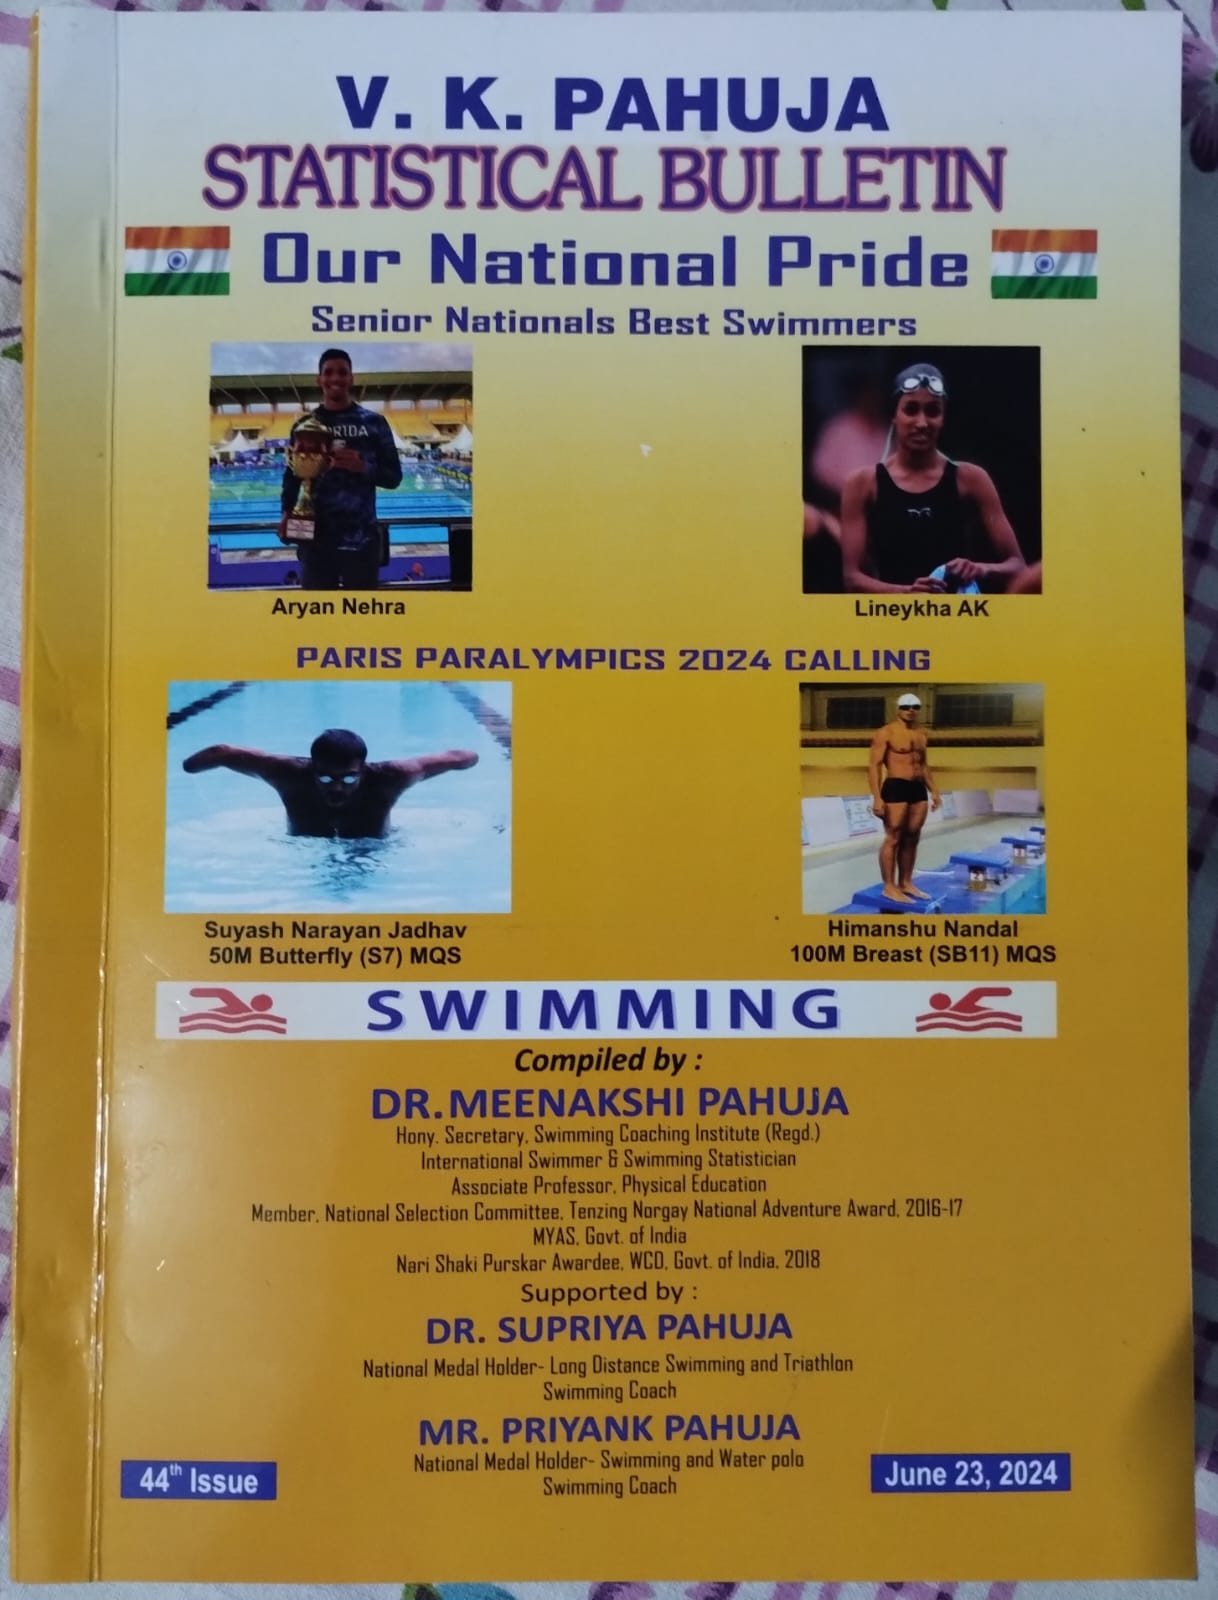 V. K. PAHUJA
STATISTICAL BULLETIN
Our National Pride
Senior Nationals Best Swimmers
RIDA
Aryan Nehra
Lineykha AK
PARIS PARALYMPICS 2024 CALLING
Suyash Narayan Jadhav
50M Butterfly (S7) MQS
Himanshu Nandal
100M Breast (SB11) MQS
SWIMMING
Compiled by :
DR.MEENAKSHI PAHUJA
Hony. Secretary, Swimming Coaching Institute (Regd.)
International Swimmer & Swimming Statistician
Associate Professor, Physical Education
Member, National Selection Committee, Tenzing Norgay National Adventure Award, 2016-17
MYAS, Govt. of India
Nari Shaki Purskar Awardee, WCD, Govt. of India, 2018
Supported by :
DR. SUPRIYA PAHUJA
National Medal Holder- Long Distance Swimming and Triathlon
Swimming Coach
MR. PRIYANK PAHUJA
National Medal Holder- Swimming and Water polo
Swimming Coach
44th Issue
June 23, 2024